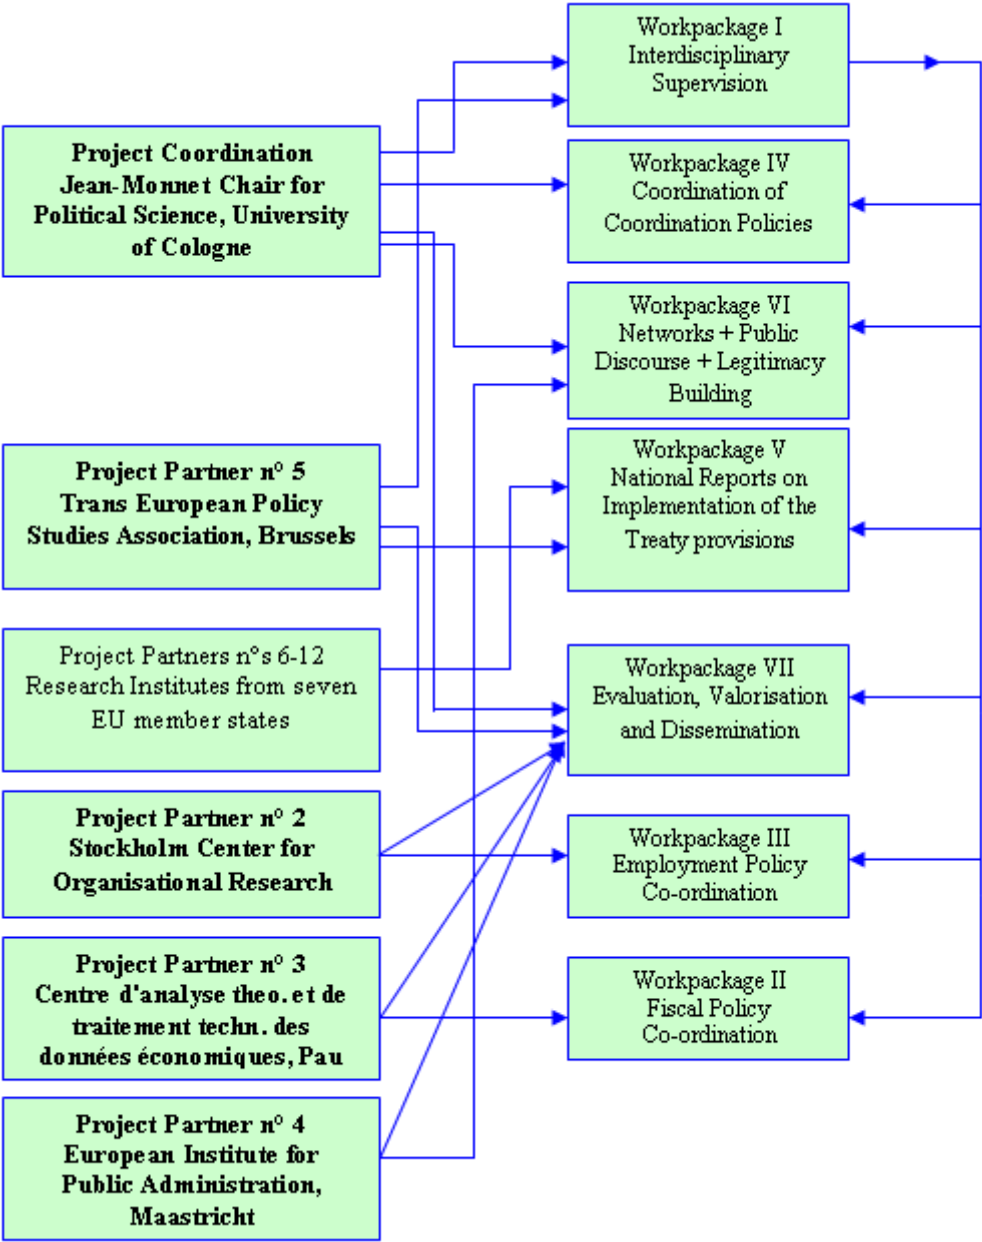 Workpackage I
Interdisciplinary
Supervision
Project Coordination
Jean-Monnet Chair for
Political Science, University
of Cologne
Workpackage IV
Coordination of
Coordination Policies
Workpackage VI
Networks + Public
Discourse + Legitimacy
Building
Project Partner n° 5
Trans European Policy
Studies Association, Brussels
Workpackage V
National Reports on
Implementation of the
Treaty provisions
Project Partners n°s 6-12
Research Institutes from seven
EU member states
Workpackage VII
Evaluation, Valorisation
and Dissemination
Project Partner n° 2
Stockholm Center for
Organisational Research
Workpackage III
Employment Policy
Co-ordination
Project Partner n° 3
Centre d'analyse theo. et de
traitement techn. des
données économiques, Pau
Workpackage II
Fiscal Policy
Co-ordination
Project Partner n° 4
European Institute for
Public Administration,
Maastricht